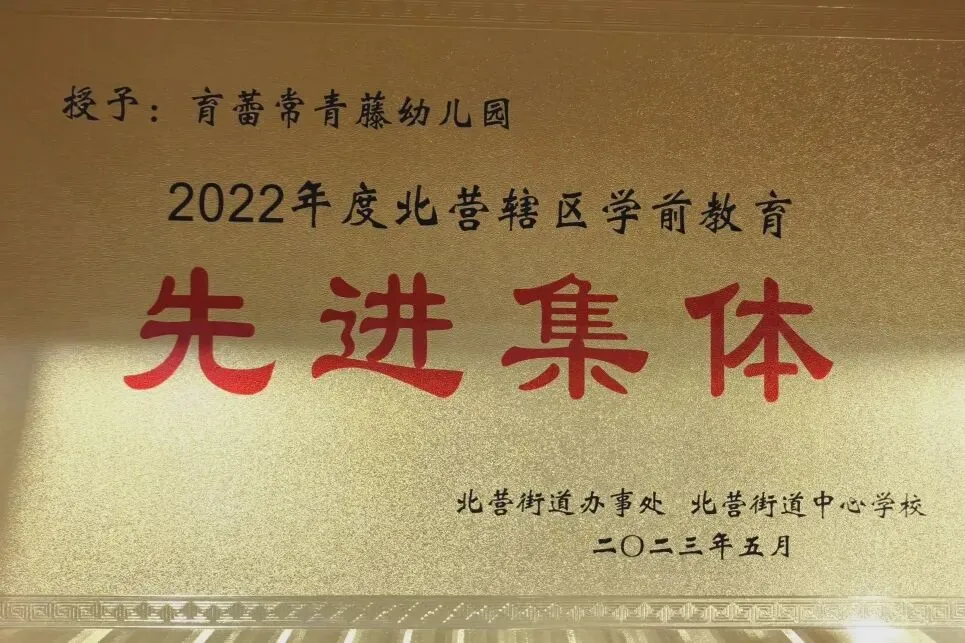 授予：育蕾常青藤幼儿园
2022年度北营辖区学前教育
先进集体
北营街道办事处 北营街道中心学校
二〇二三年五月